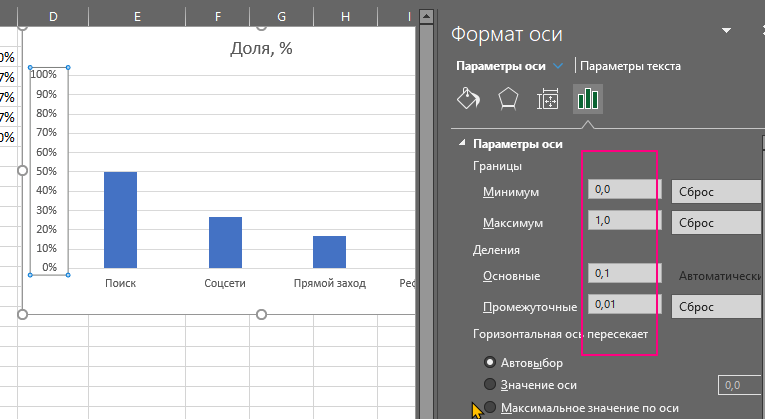 D E F G H I
0%
7%
7%
7%
0%
Доля, %
100%
90%
80%
70%
60%
50%
40%
30%
20%
10%
0%
Поиск Соцсети Прямой заход Реф
Формат оси
Параметры оси Параметры текста
Параметры оси
Границы
Минимум 0,0 Сброс
Максимум 1,0 Сброс
Деления
Основные 0,1 Автоматически
Промежуточные 0,01 Сброс
Горизонтальная ось пересекает
Автовыбор
Значение оси 0,0
Максимальное значение по оси